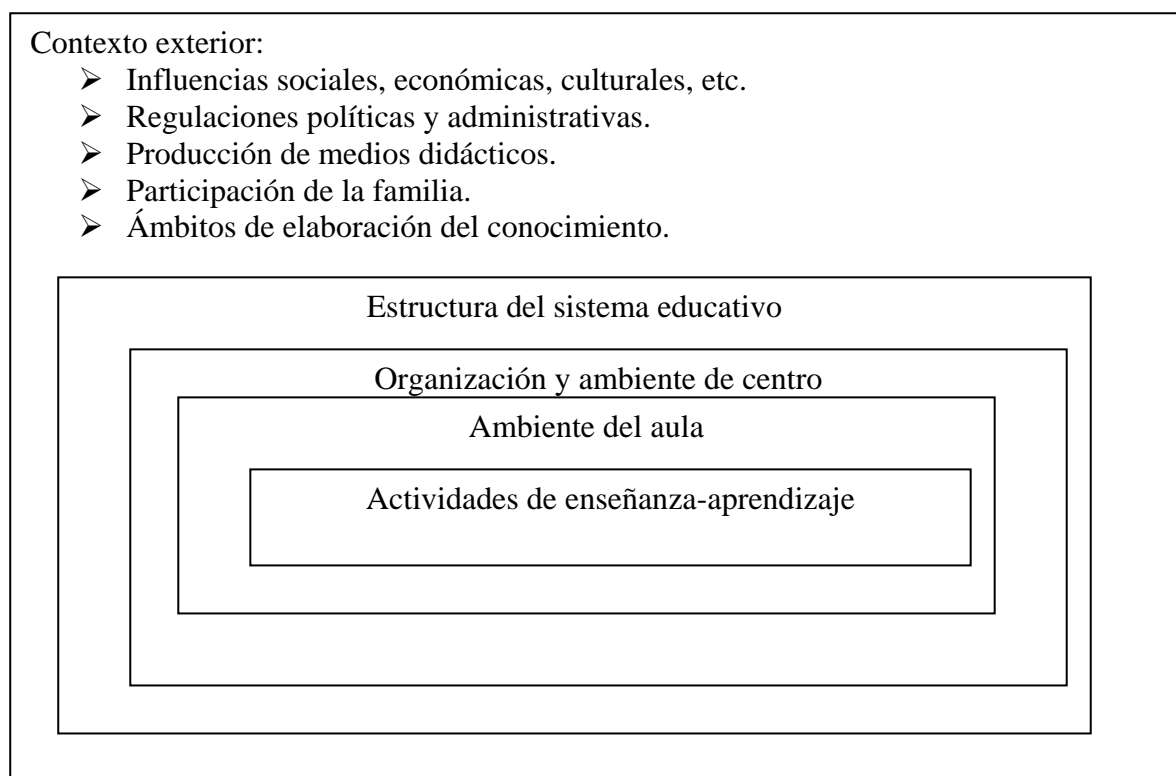 Contexto exterior:
➢ Influencias sociales, económicas, culturales, etc.
➢ Regulaciones políticas y administrativas.
➢ Producción de medios didácticos.
➢ Participación de la familia.
➢ Ámbitos de elaboración del conocimiento.
Estructura del sistema educativo
Organización y ambiente de centro
Ambiente del aula
Actividades de enseñanza-aprendizaje